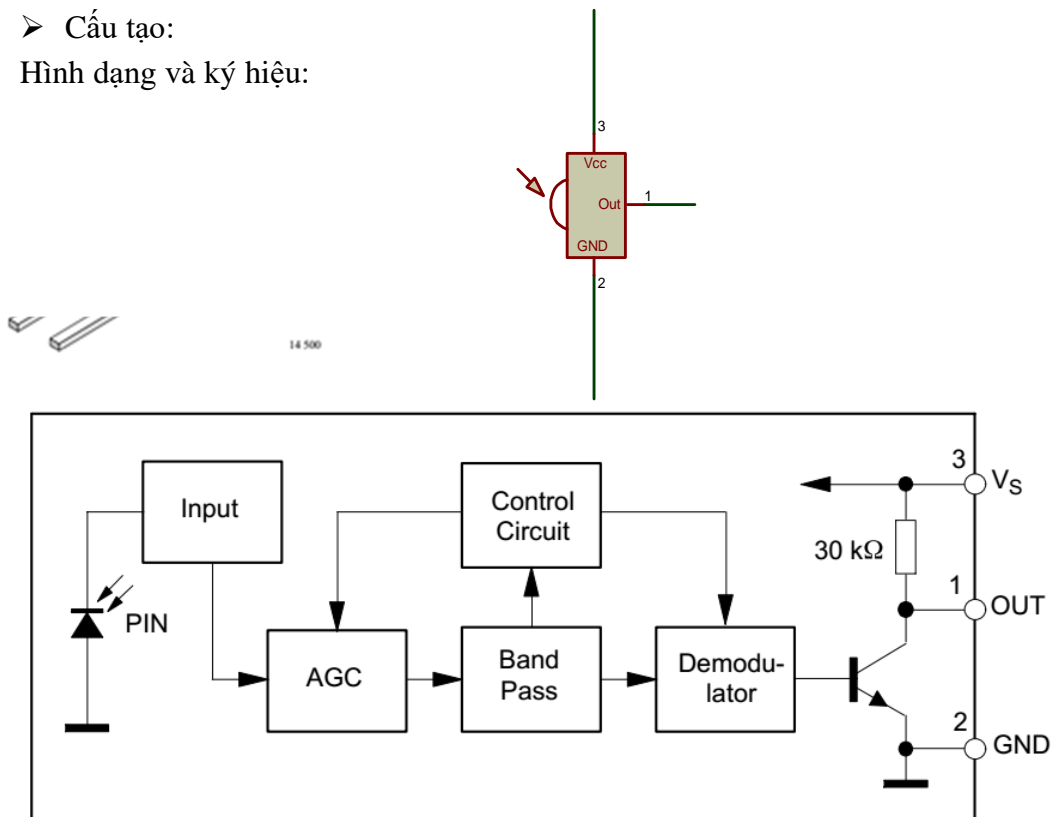 ➢ Cấu tạo:
Hình dạng và ký hiệu:
3
Vcc
Out
1
GND
2
14 500
Input
Control
Circuit
3
VS
30 kΩ
1
OUT
PIN
AGC
Band
Pass
Demodu-
lator
2
GND